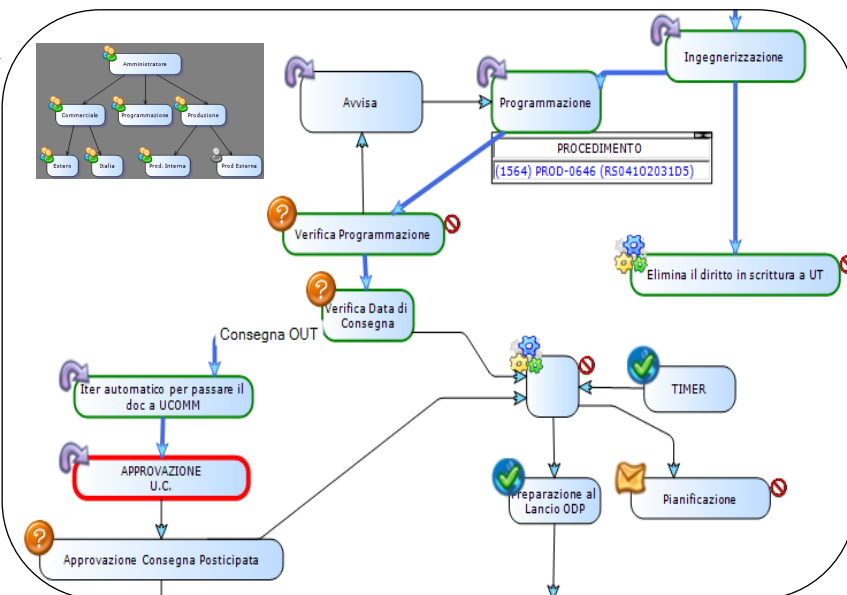 Amministratore
Commerciale
Programmazione
Produzione
Estero
Italia
Prod. Interna
Prod Esterna
Ingegnerizzazione
Avvisa
Programmazione
PROCEDIMENTO
(1564) PROD-0646 (RS041O2031D5)
Verifica Programmazione
Elimina il diritto in scrittura a UT
Verifica Data di
Consegna
Consegna OUT
Iter automatico per passare il
doc a UCOMM
TIMER
APPROVAZIONE
U.C.
Preparazione al
Lancio ODP
Pianificazione
Approvazione Consegna Posticipata